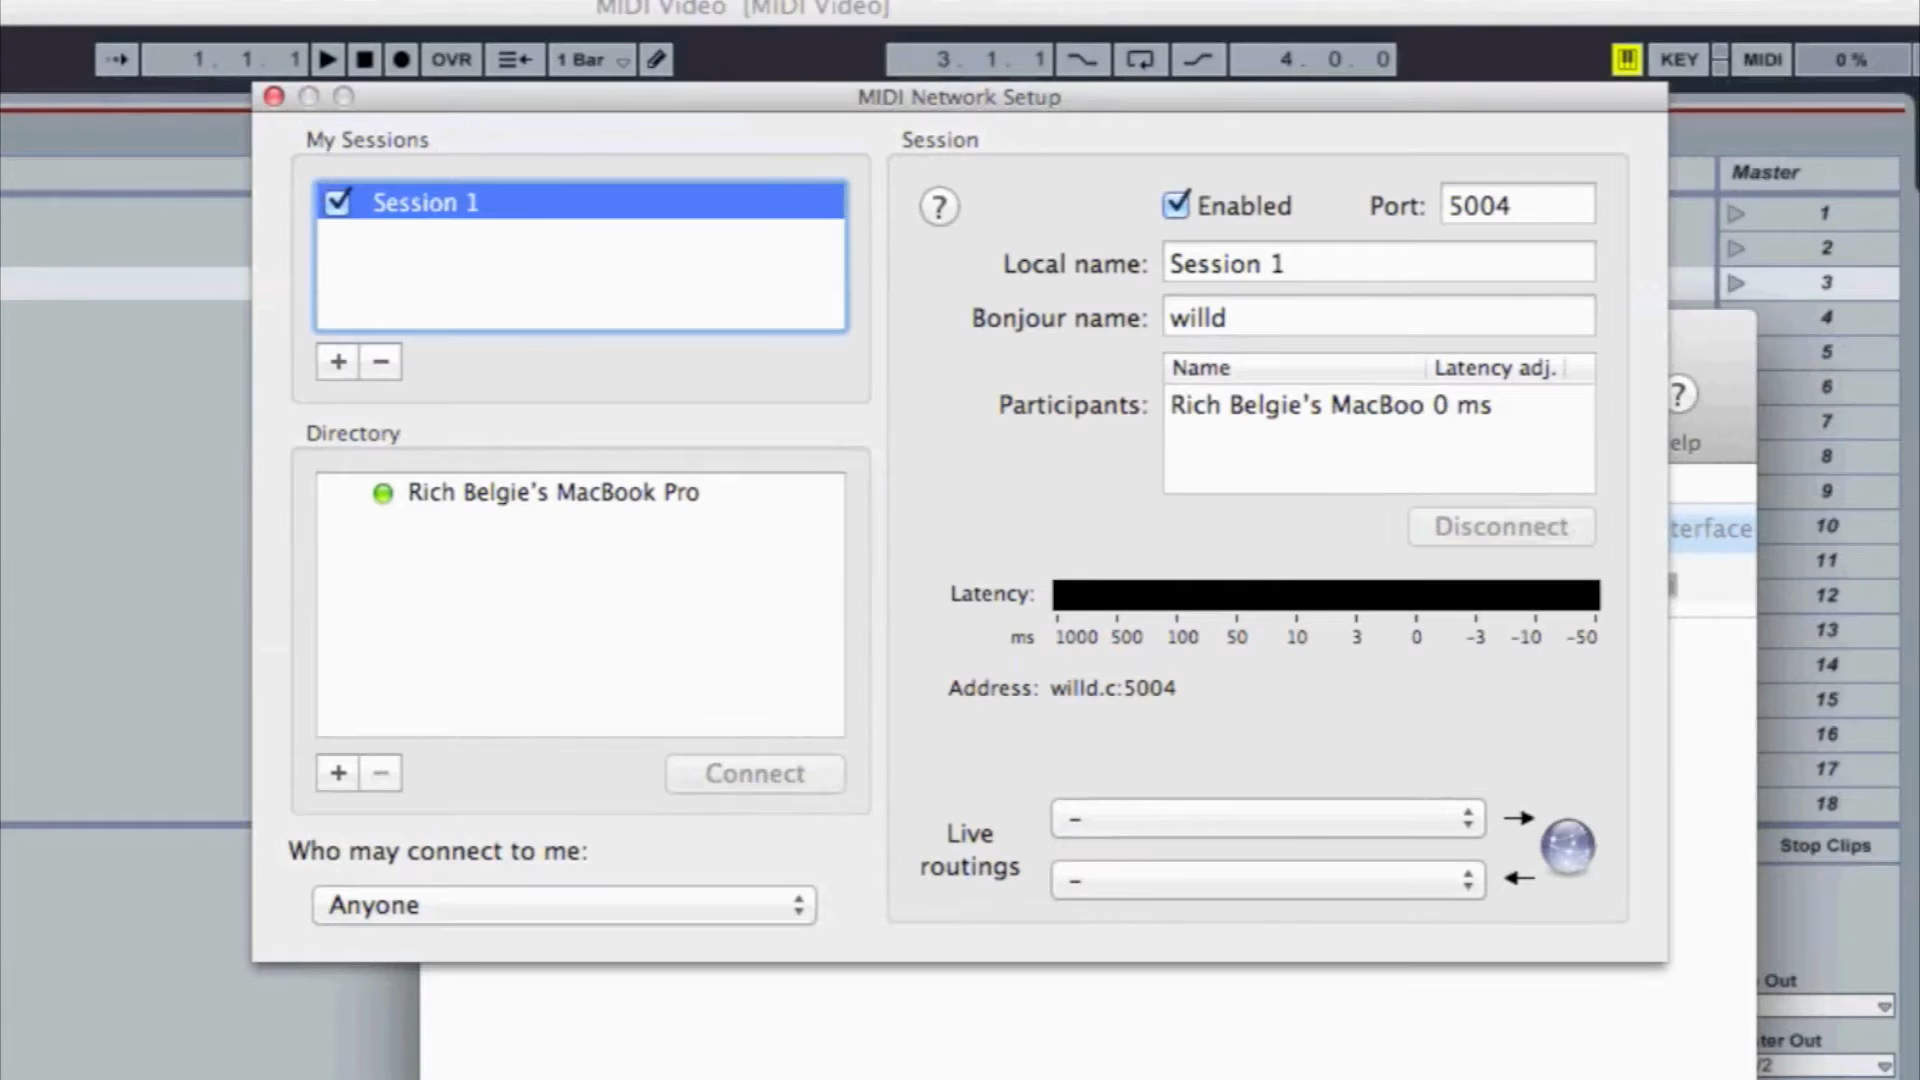 MIDI Video [MIDI Video]
1. 1. 1
OVR
1 Bar
3. 1. 1
4. 0. 0
KEY
MIDI
0 %
MIDI Network Setup
My Sessions
Session 1
+ −
Directory
Rich Belgie's MacBook Pro
+ −
Connect
Who may connect to me:
Anyone
Session
?
Enabled
Port: 5004
Local name: Session 1
Bonjour name: willd
Name Latency adj.
Participants: Rich Belgie's MacBoo 0 ms
Disconnect
Latency:
ms 1000 500 100 50 10 3 0 -3 -10 -50
Address: willd.c:5004
Live
routings
–
–
?
elp
terface
Master
1
2
3
4
5
6
7
8
9
10
11
12
13
14
15
16
17
18
Stop Clips
Out
ter Out
/2